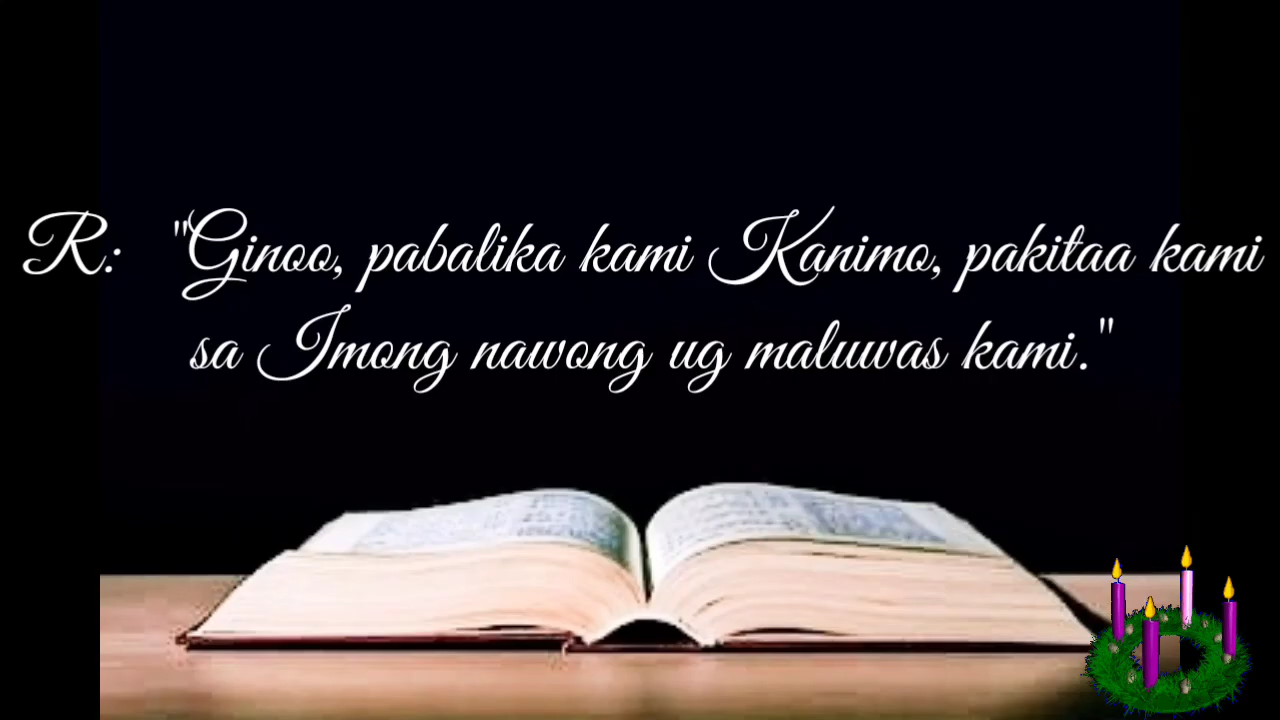 R: "Ginoo, pabalika kami Kanimo, pakitaa kami
sa Imong nawong ug maluwas kami."